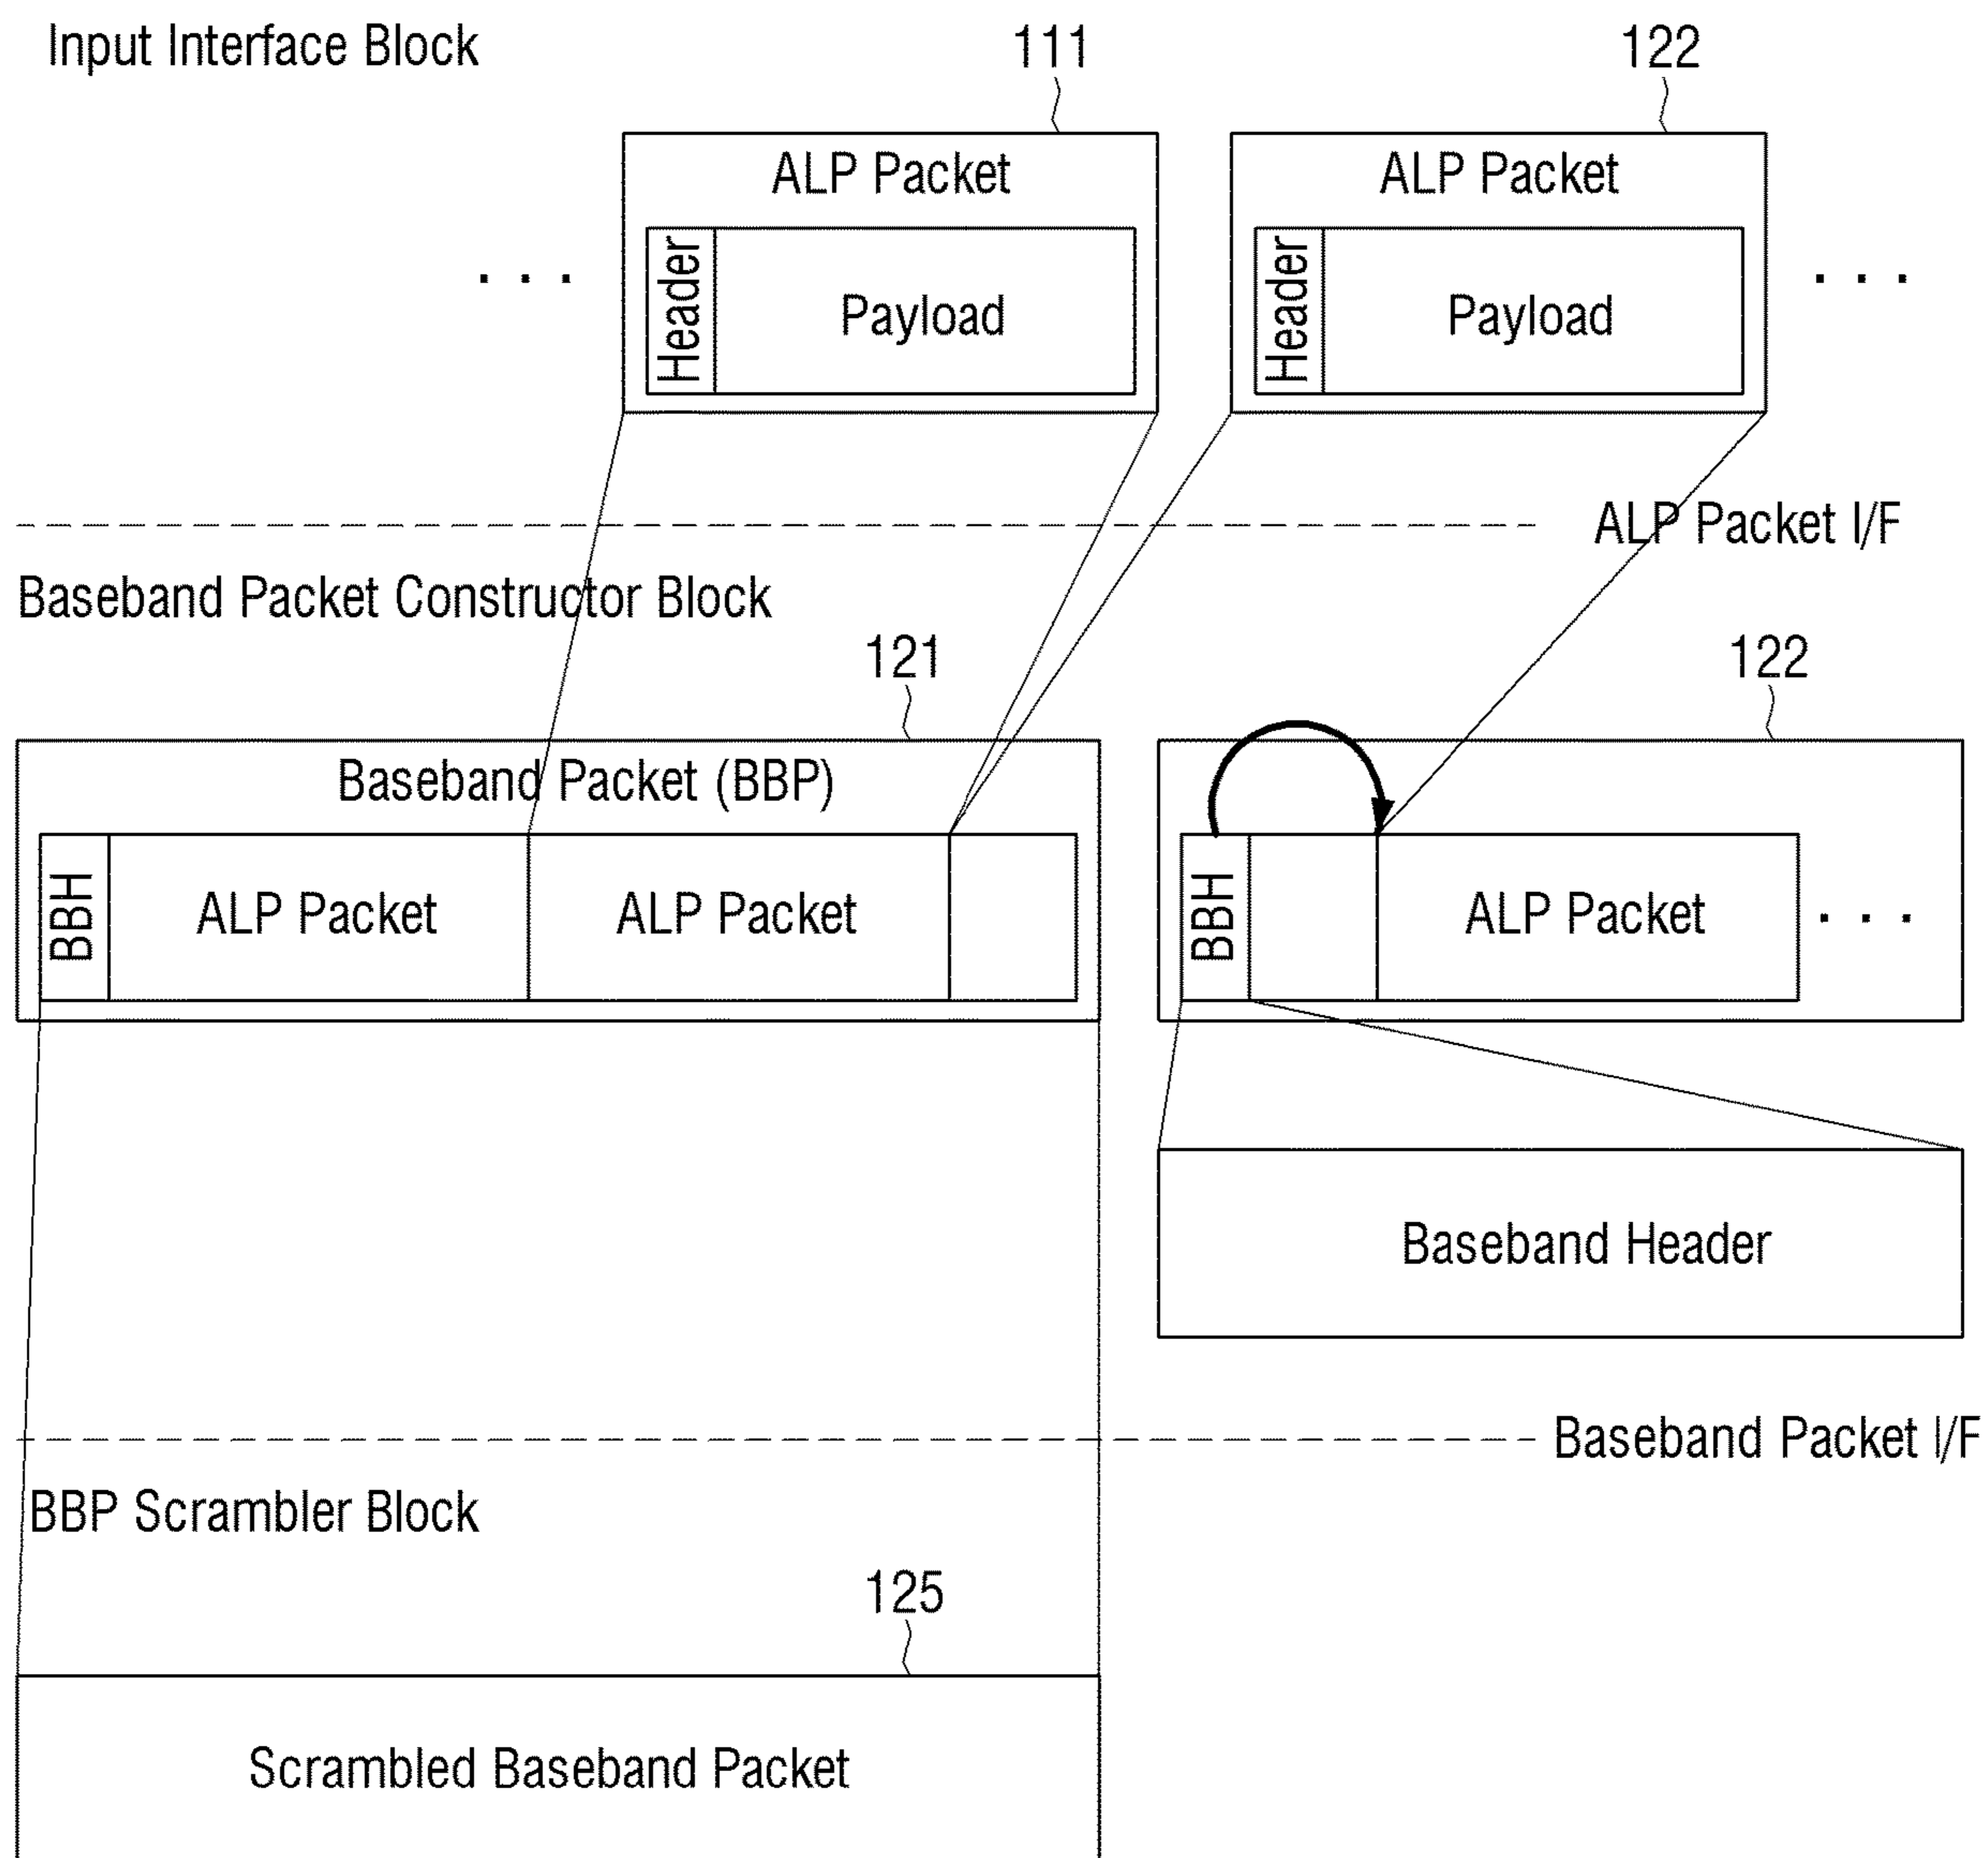 Input Interface Block
111
122
ALP Packet
ALP Packet
. . .
Header
Payload
Header
Payload
. . .
ALP Packet I/F
Baseband Packet Constructor Block
121
122
Baseband Packet (BBP)
BBH
ALP Packet
ALP Packet
BBH
ALP Packet
. . .
Baseband Header
Baseband Packet I/F
BBP Scrambler Block
125
Scrambled Baseband Packet